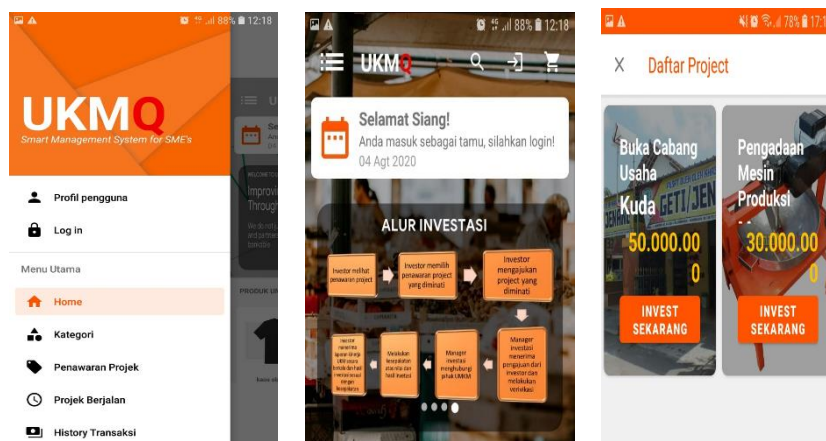 88% 12:18
UKMQ
Smart Management System for SME's
Profil pengguna
Log in
Menu Utama
Home
Kategori
Penawaran Projek
Projek Berjalan
History Transaksi
88% 12:18
UKMQ
Selamat Siang!
Anda masuk sebagai tamu, silahkan login!
04 Agt 2020
ALUR INVESTASI
Investor melihat
penawaran project
Investor memilih
penawaran project
yang diminati
Investor
mengajukan
project yang
diminati
Manager
investasi
menerima
pengajuan dari
investor dan
melakukan
verifikasi
Manager
investasi
menghubungi
pihak UMKM
Melakukan
kesepakatan
atas nilai dan
hasil invetasi
78% 17:1
X Daftar Project
Buka Cabang
Usaha
Kuda
50.000.00
0
INVEST
SEKARANG
Pengadaan
Mesin
Produksi
30.000.00
0
INVEST
SEKARANG